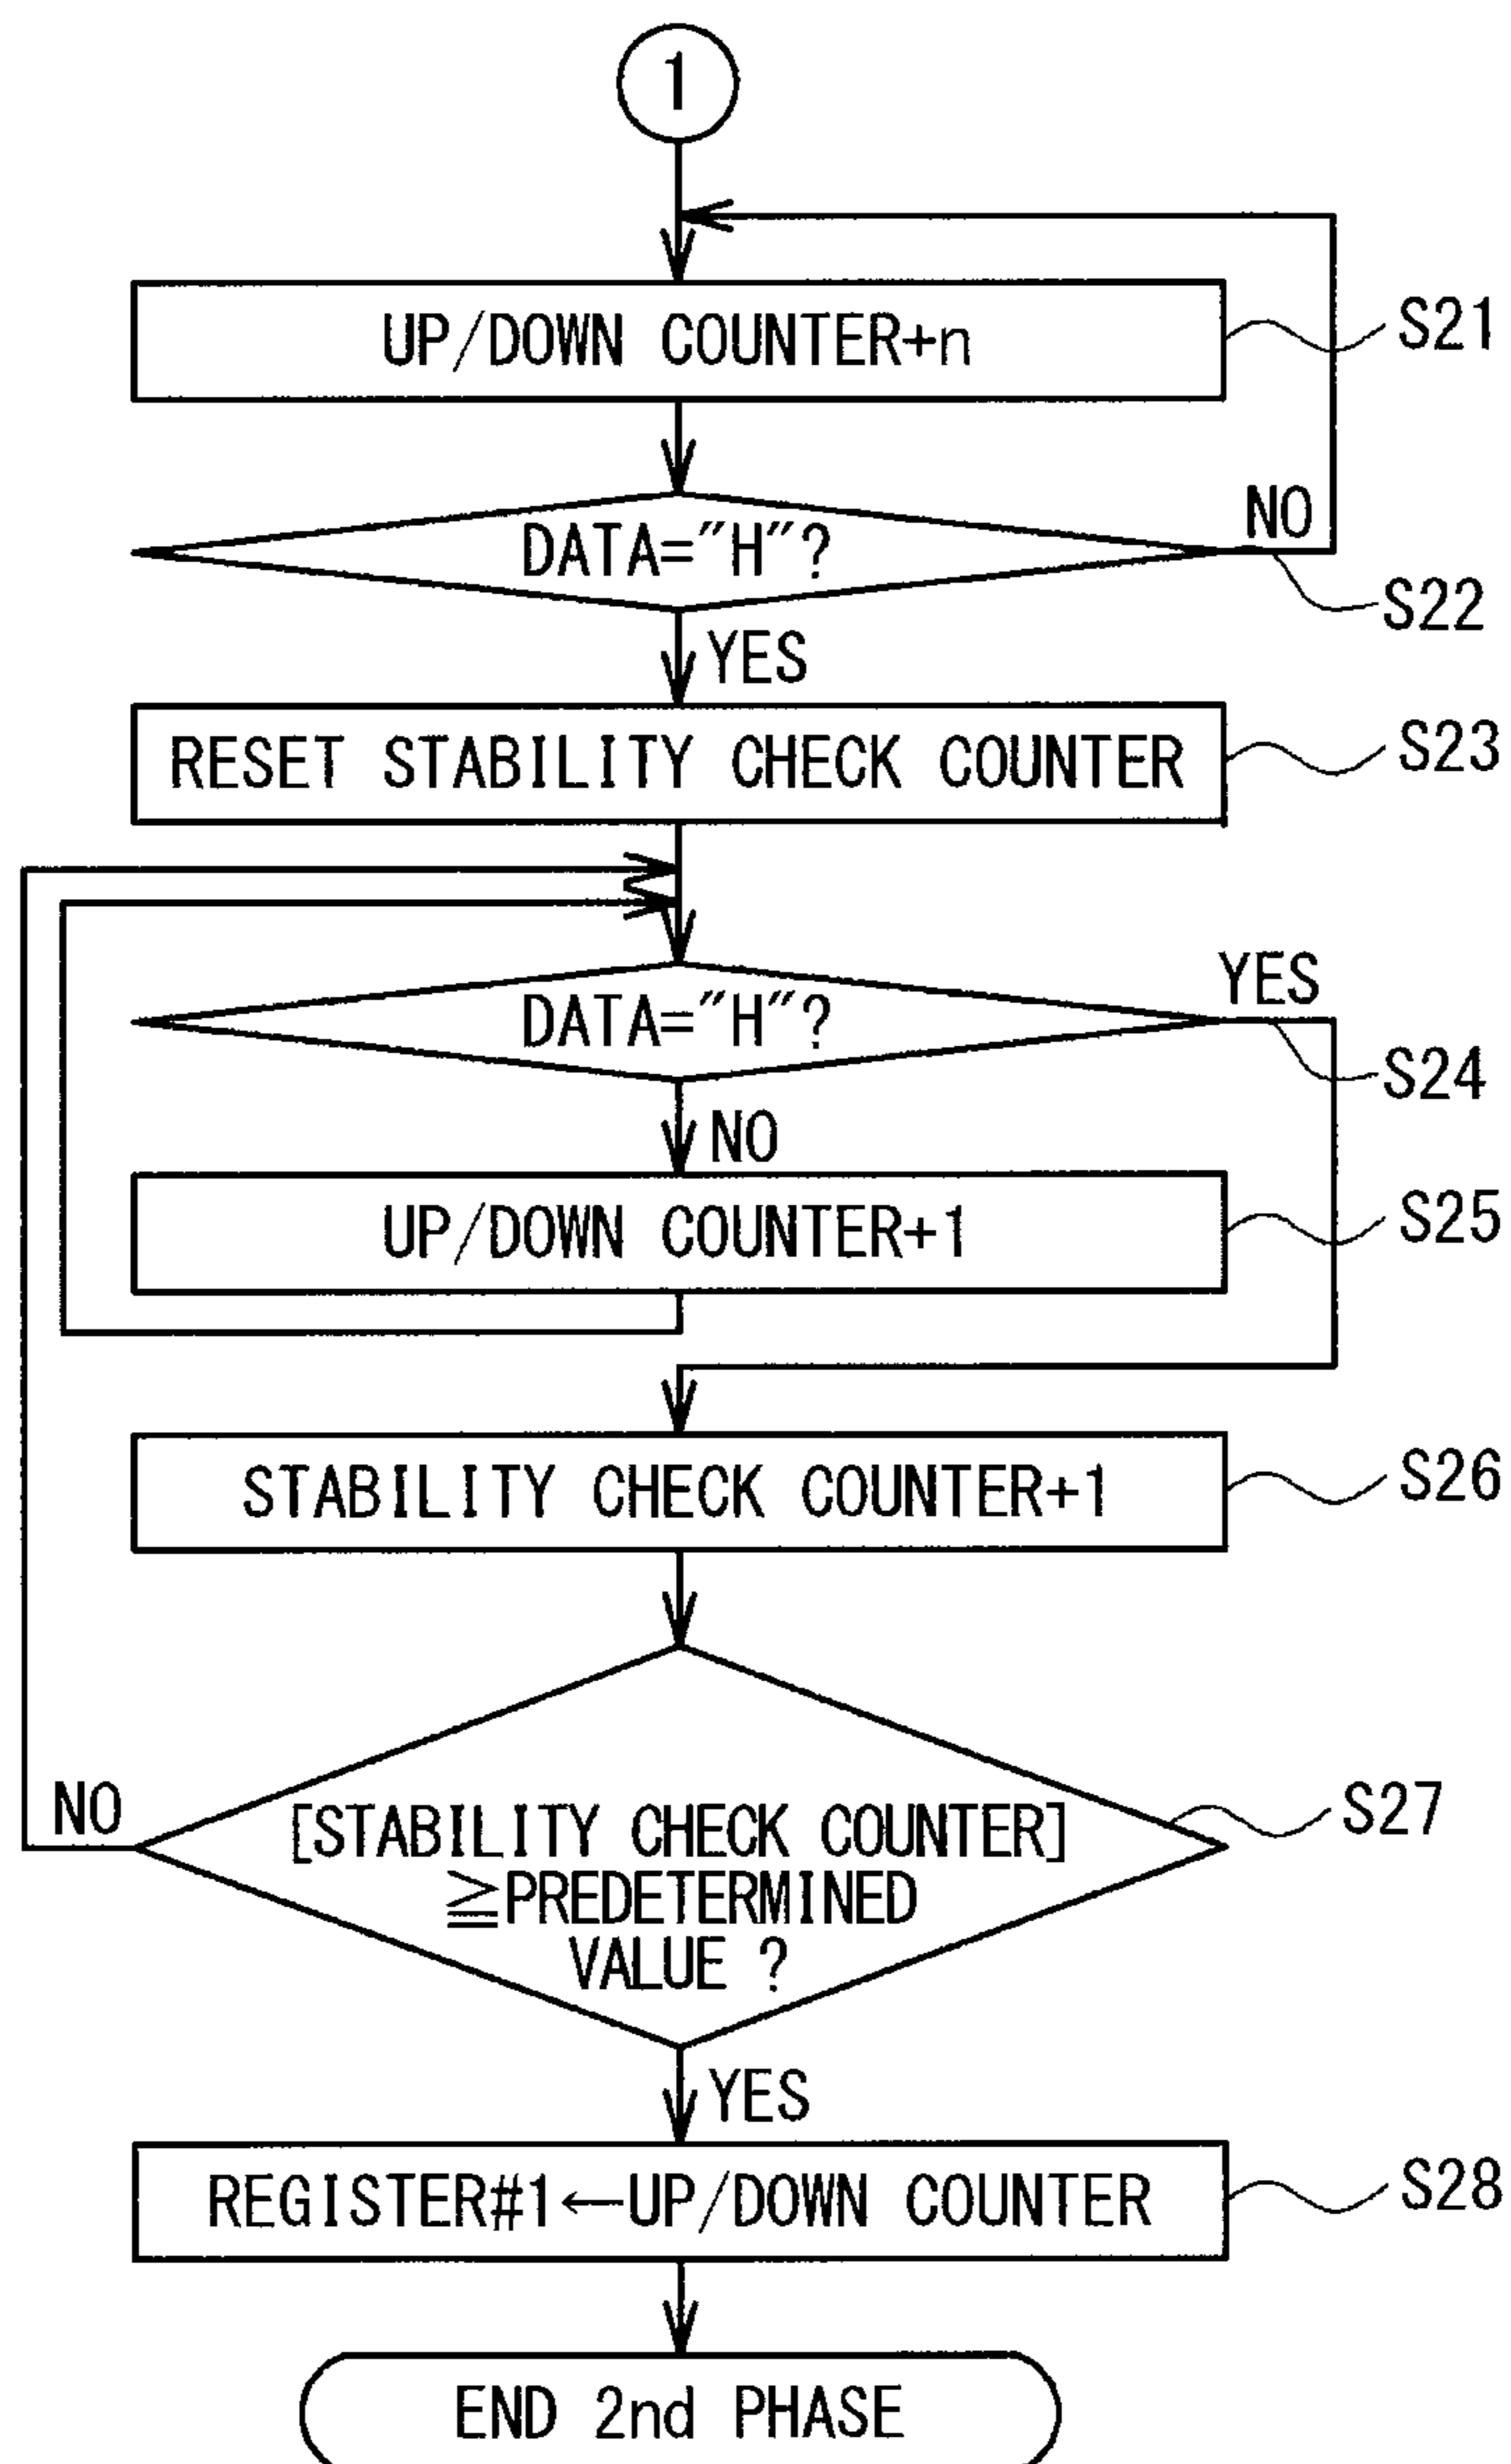 1
UP/DOWN COUNTER+n
S21
DATA="H"?
NO
S22
YES
RESET STABILITY CHECK COUNTER
S23
DATA="H"?
YES
S24
NO
UP/DOWN COUNTER+1
S25
STABILITY CHECK COUNTER+1
S26
[STABILITY CHECK COUNTER]
≧PREDETERMINED
VALUE ?
NO
S27
YES
REGISTER#1←UP/DOWN COUNTER
S28
END 2nd PHASE